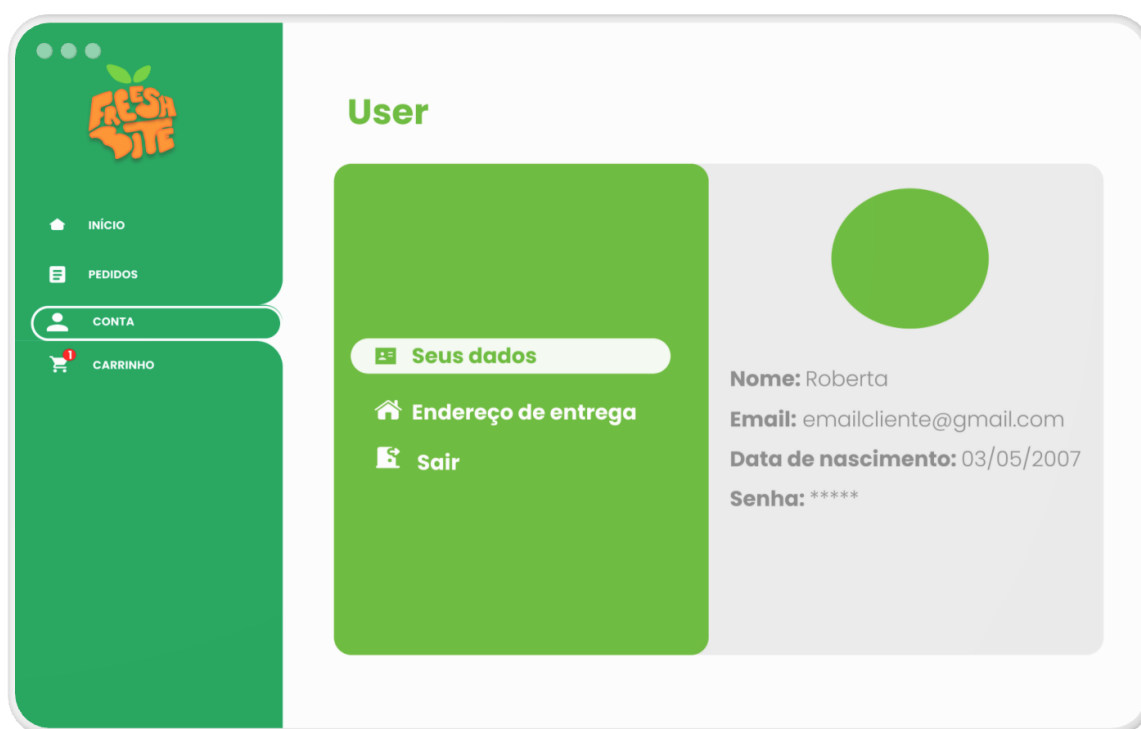 FRESH
BITE
INÍCIO
PEDIDOS
CONTA
1
CARRINHO
User
Seus dados
Endereço de entrega
Sair
Nome: Roberta
Email: emailcliente@gmail.com
Data de nascimento: 03/05/2007
Senha: *****